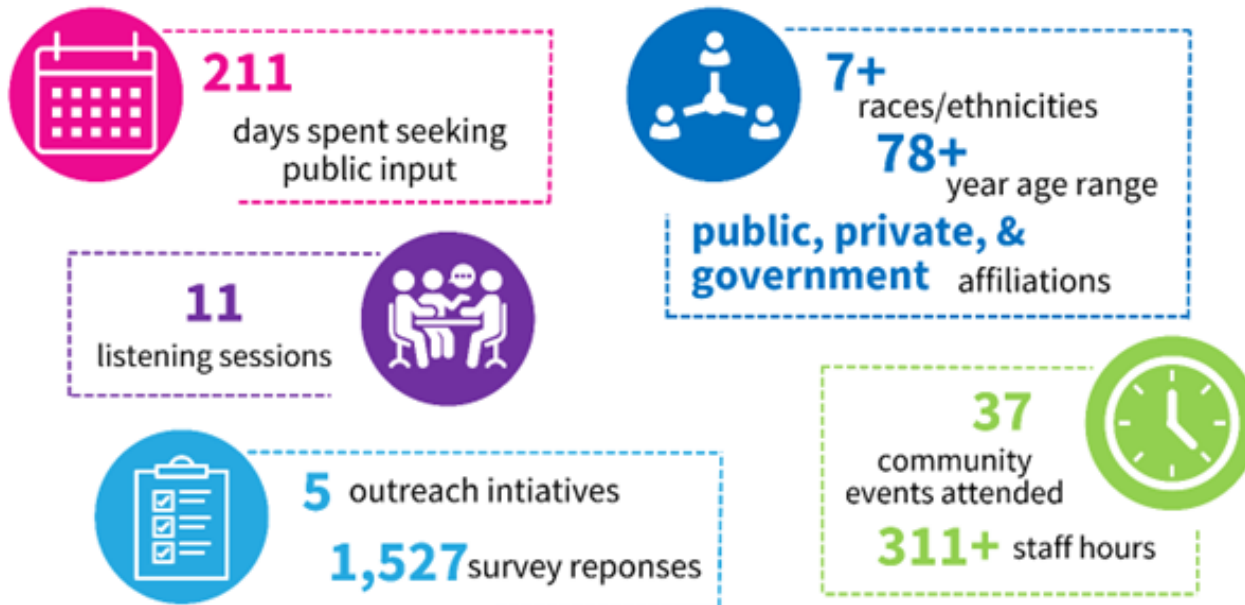 211
days spent seeking
public input
7+
races/ethnicities
78+
year age range
public, private, &
government affiliations
11
listening sessions
37
community
events attended
311+ staff hours
5 outreach intiatives
1,527 survey reponses